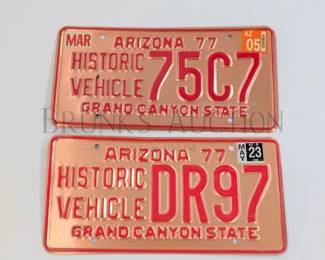 MAR ARIZONA 77 AZ 05
HISTORIC
VEHICLE 75C7
GRAND CANYON STATE
BRUNK'S AUCTION
ARIZONA 77 MAY 23
HISTORIC
VEHICLE DR97
GRAND CANYON STATE